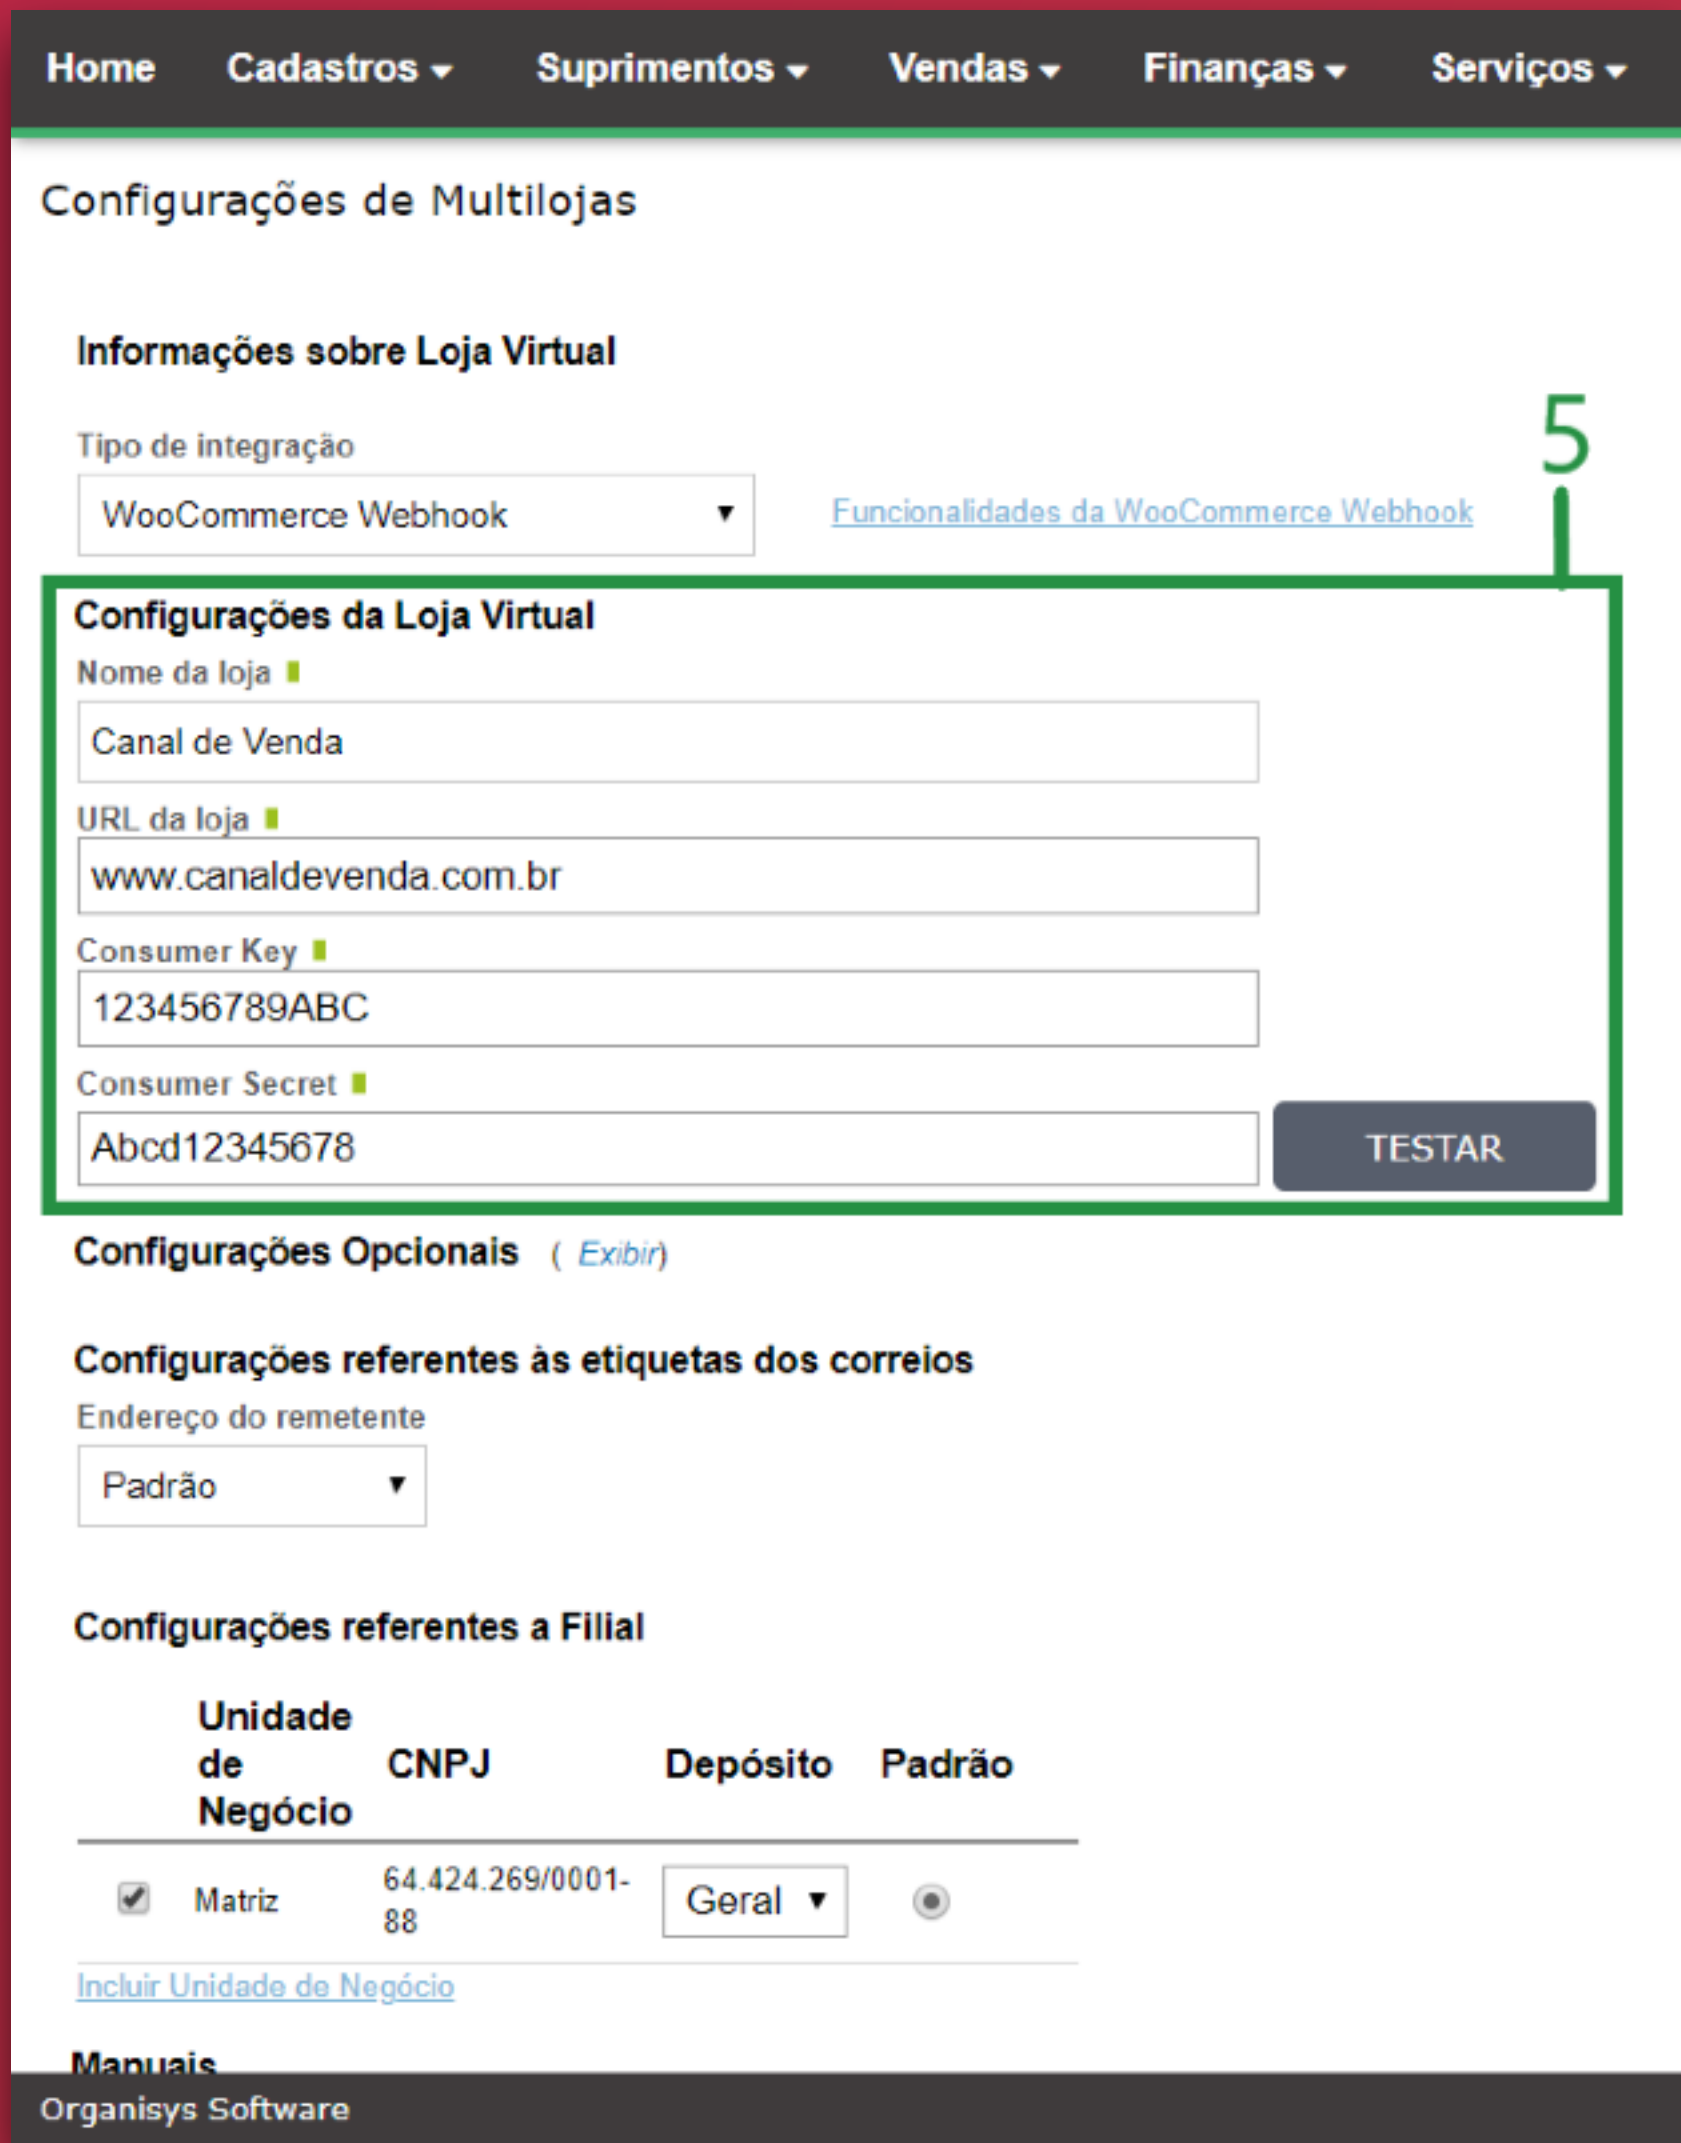 Home Cadastros Suprimentos Vendas Finanças Serviços
Configurações de Multilojas
Informações sobre Loja Virtual
5
Tipo de integração
WooCommerce Webhook Funcionalidades da WooCommerce Webhook
Configurações da Loja Virtual
Nome da loja
Canal de Venda
URL da loja
www.canaldevenda.com.br
Consumer Key
123456789ABC
Consumer Secret
Abcd12345678 TESTAR
Configurações Opcionais ( Exibir)
Configurações referentes às etiquetas dos correios
Endereço do remetente
Padrão
Configurações referentes a Filial
Unidade
de CNPJ Depósito Padrão
Negócio
Matriz 64.424.269/0001-
88 Geral
Incluir Unidade de Negócio
Manuais
Organisys Software